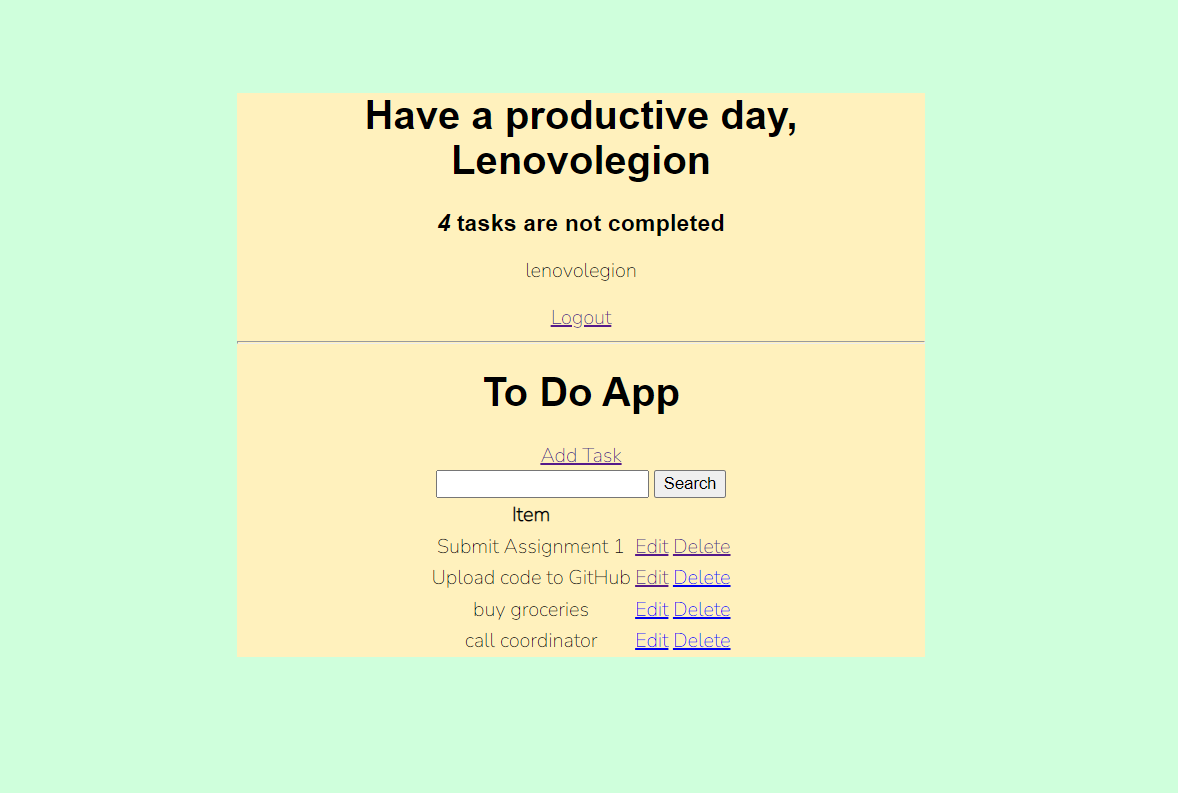 Have a productive day,
Lenovolegion
4 tasks are not completed
lenovolegion
Logout
To Do App
Add Task
Search
Item
Submit Assignment 1 Edit Delete
Upload code to GitHub Edit Delete
buy groceries Edit Delete
call coordinator Edit Delete